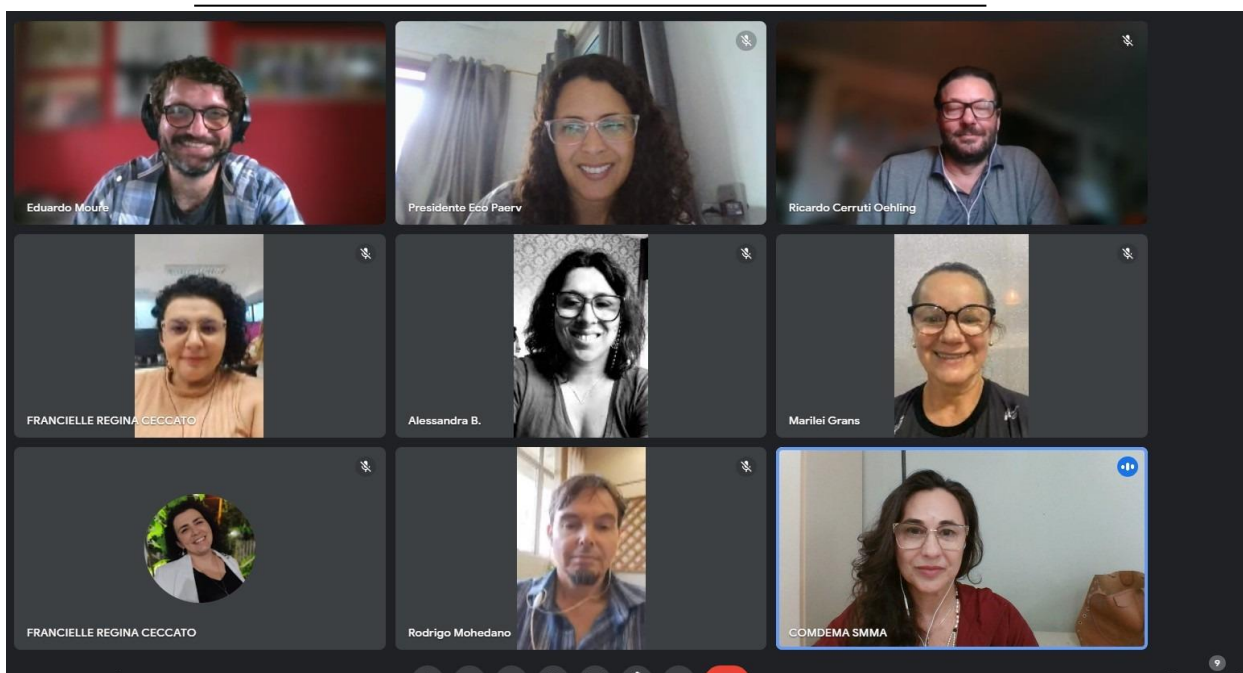 Eduardo Moure
Presidente Eco Paerv
Ricardo Cerruti Oehling
FRANCIELLE REGINA CECCATO
Alessandra B.
Marilei Grans
FRANCIELLE REGINA CECCATO
Rodrigo Mohedano
COMDEMA SMMA
9